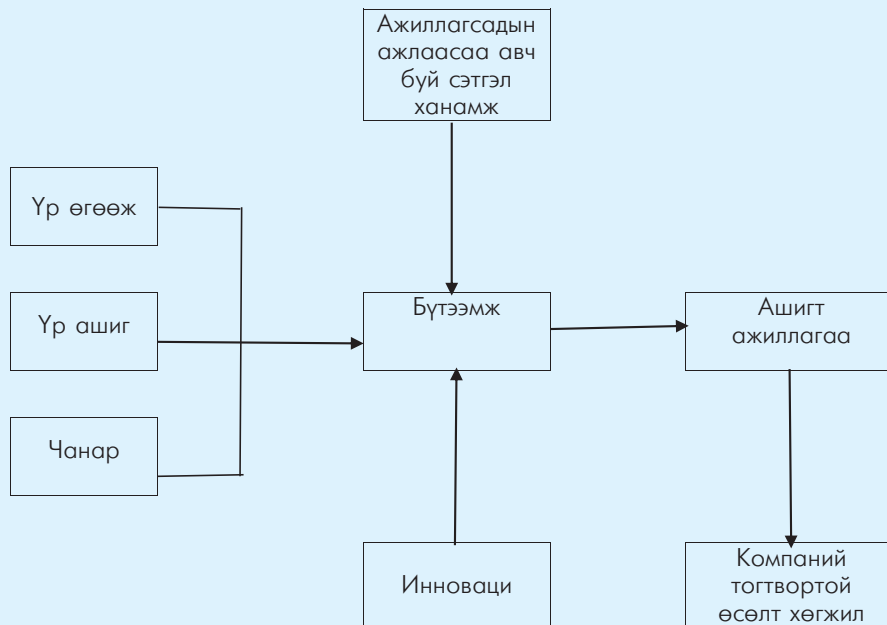 Ажиллагсадын
ажлаасаа авч
буй сэтгэл
ханамж
Үр өгөөж
Үр ашиг
Бүтээмж
Ашигт
ажиллагаа
Чанар
Инноваци
Компаний
тогтвортой
өсөлт хөгжил